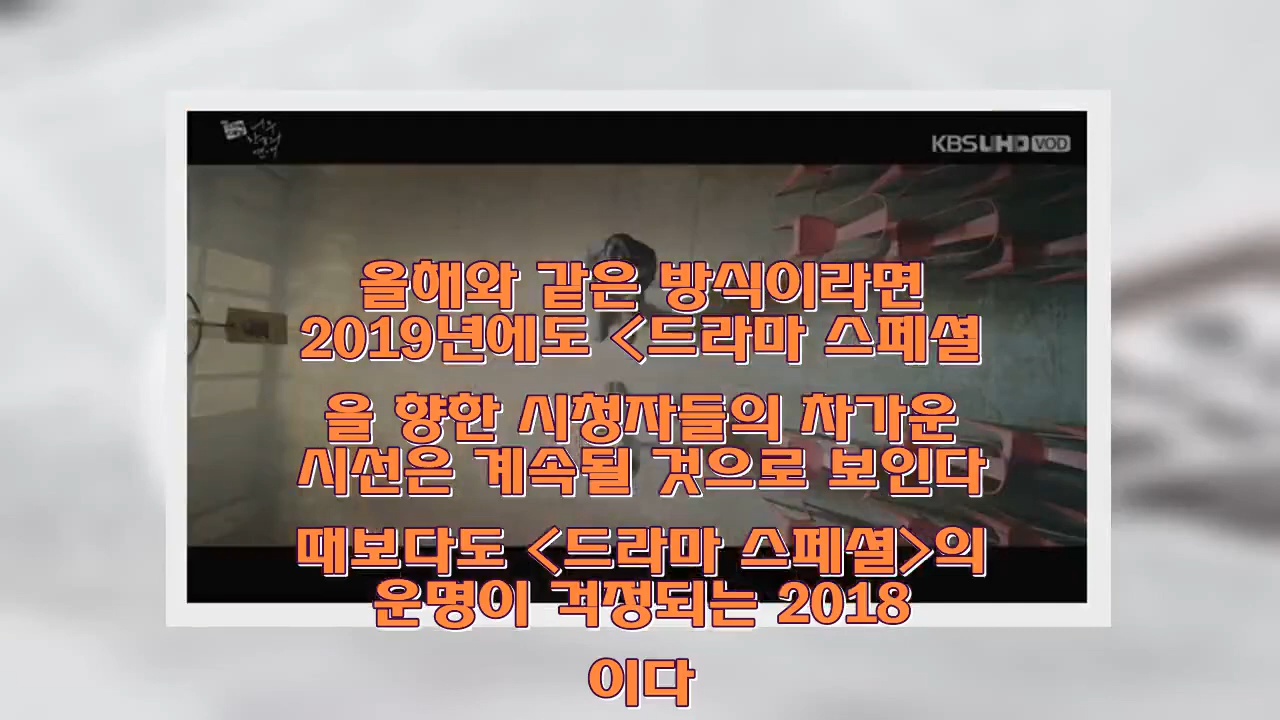 KBS UHD VOD
올해와 같은 방식이라면
2019년에도 <드라마 스페셜
을 향한 시청자들의 차가운
시선은 계속될 것으로 보인다
때보다도 <드라마 스페셜>의
운명이 걱정되는 2018
이다